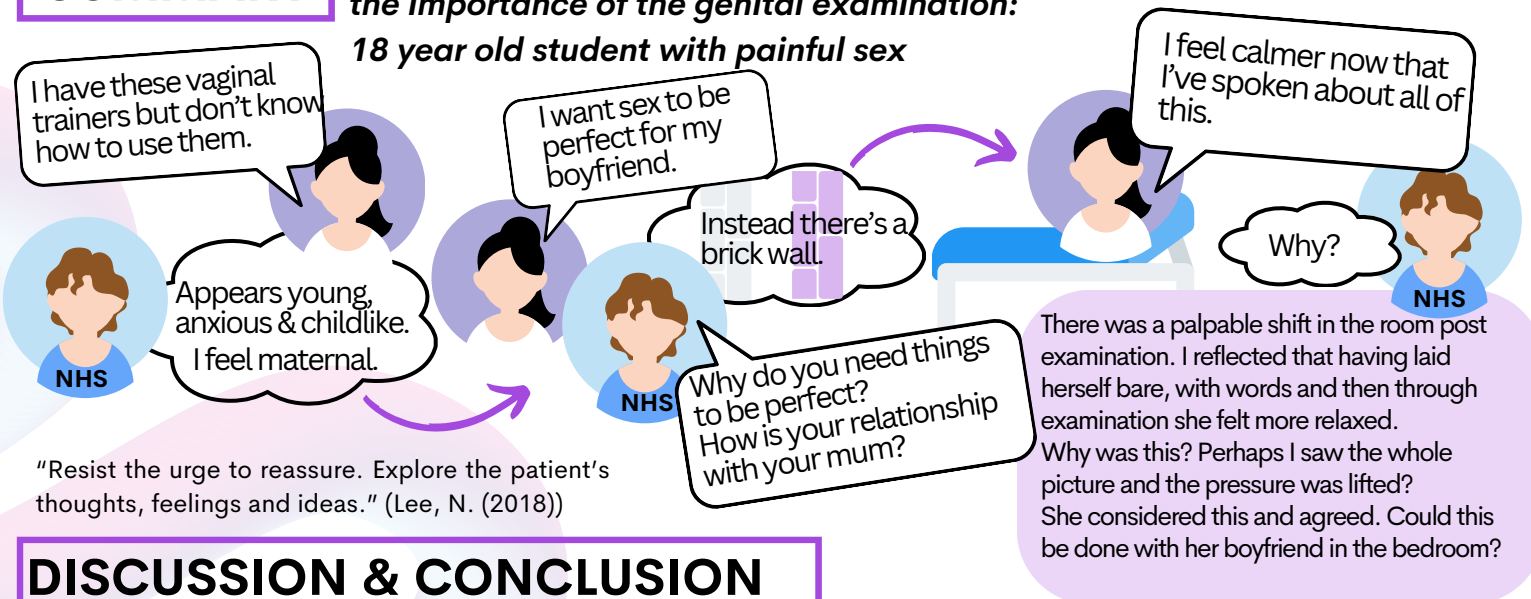 the importance of the genital examination:
18 year old student with painful sex
I have these vaginal
trainers but don't know
how to use them.
NHS
Appears young,
anxious & childlike.
I feel maternal.
I want sex to be
perfect for my
boyfriend.
Instead there's a
brick wall.
NHS
Why do you need things
to be perfect?
How is your relationship
with your mum?
I feel calmer now that
I've spoken about all of
this.
Why?
NHS
There was a palpable shift in the room post
examination. I reflected that having laid
herself bare, with words and then through
examination she felt more relaxed.
Why was this? Perhaps I saw the whole
picture and the pressure was lifted?
She considered this and agreed. Could this
be done with her boyfriend in the bedroom?
"Resist the urge to reassure. Explore the patient's
thoughts, feelings and ideas." (Lee, N. (2018))
DISCUSSION & CONCLUSION